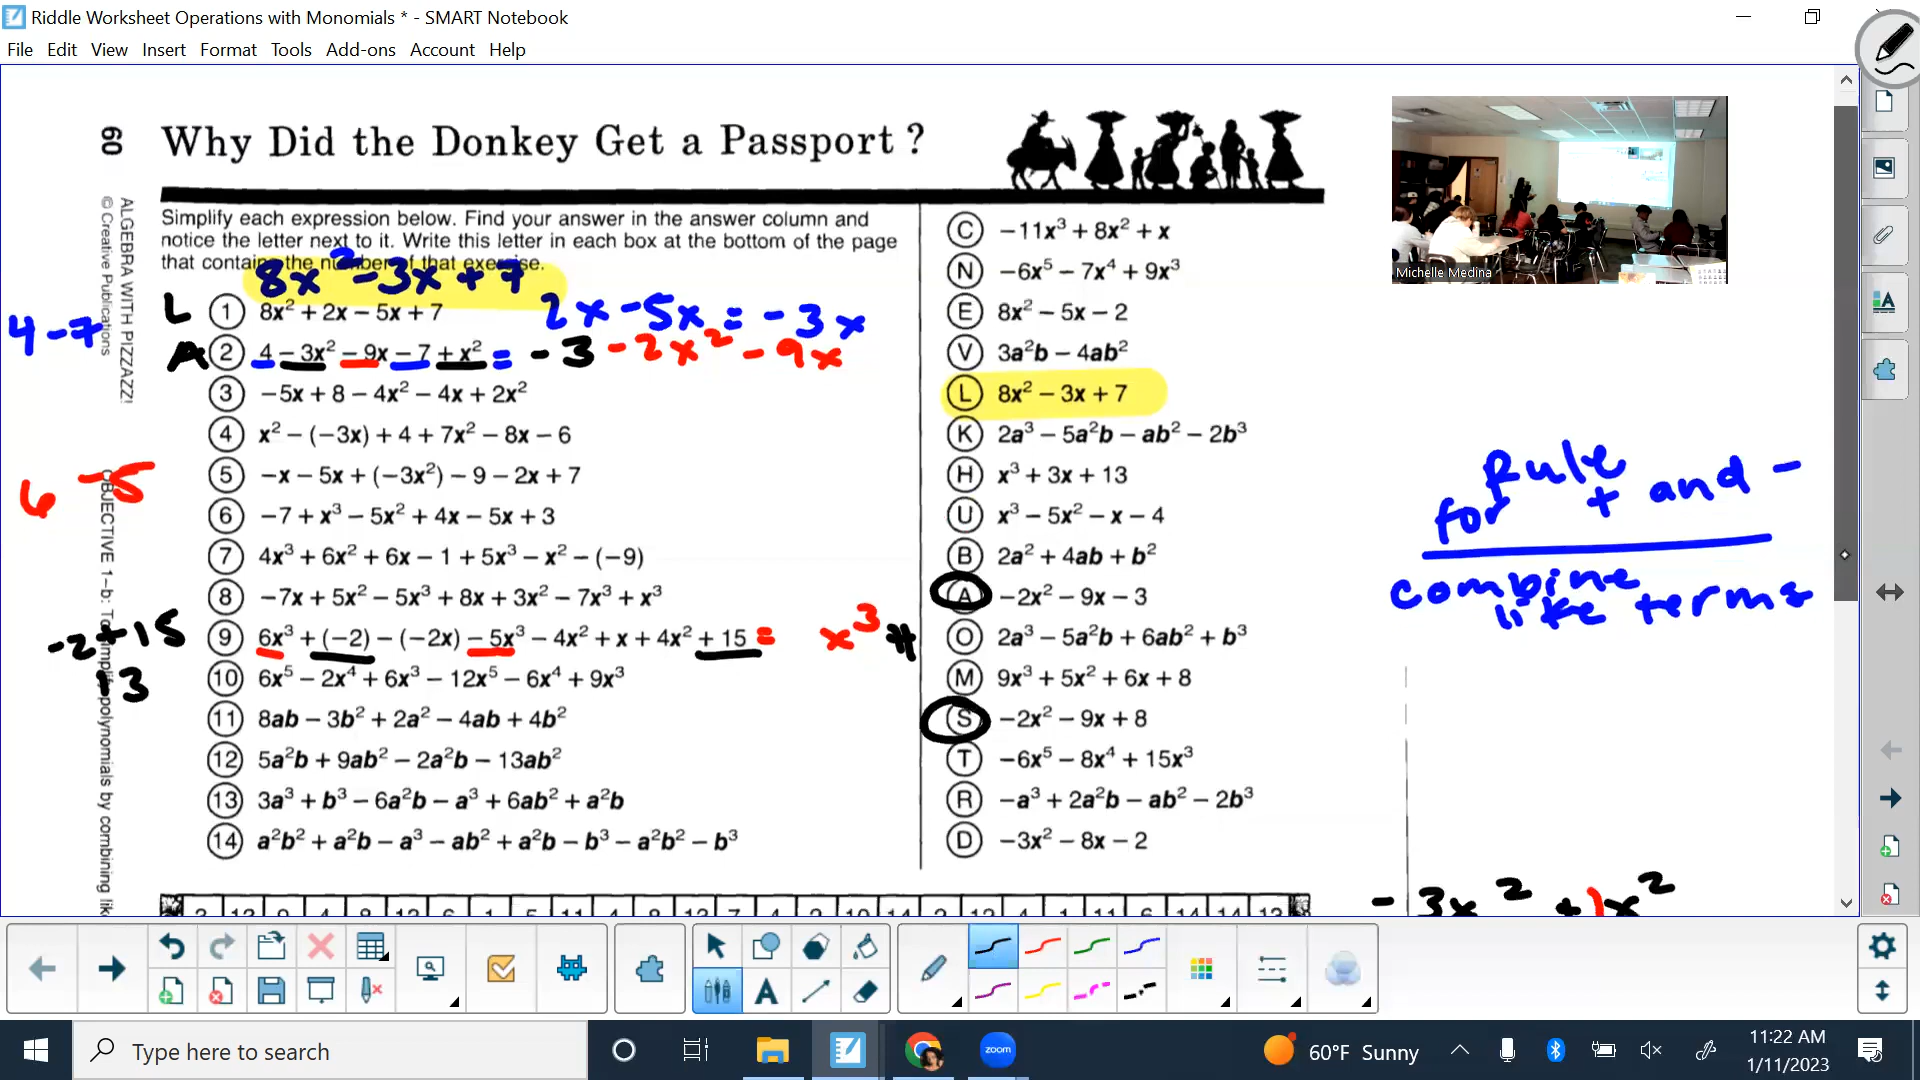 Riddle Worksheet Operations with Monomials * - SMART Notebook
File Edit View Insert Format Tools Add-ons Account Help
60
Why Did the Donkey Get a Passport ?
ALGEBRA WITH PIZZAZZ!
© Creative Publications
Simplify each expression below. Find your answer in the answer column and
notice the letter next to it. Write this letter in each box at the bottom of the page
that contains the number of that exercise.
8x² - 3x + 7
L 1 8x² + 2x − 5x + 7 2x - 5x = - 3x
4 - 7
A 2 4 − 3x² − 9x − 7 + x² = - 3 - 2x² - 9x
3 −5x + 8 − 4x² − 4x + 2x²
4 x² − (−3x) + 4 + 7x² − 8x − 6
5 −x − 5x + (−3x²) − 9 − 2x + 7
6 -5
6 −7 + x³ − 5x² + 4x − 5x + 3
7 4x³ + 6x² + 6x − 1 + 5x³ − x² − (−9)
8 −7x + 5x² − 5x³ + 8x + 3x² − 7x³ + x³
9 6x³ + (−2) − (−2x) − 5x³ − 4x² + x + 4x² + 15 = x³
-2 +15
10 6x⁵ − 2x⁴ + 6x³ − 12x⁵ − 6x⁴ + 9x³
11 8ab − 3b² + 2a² − 4ab + 4b²
12 5a²b + 9ab² − 2a²b − 13ab²
13 3a³ + b³ − 6a²b − a³ + 6ab² + a²b
14 a²b² + a²b − a³ − ab² + a²b − b³ − a²b² − b³
C −11x³ + 8x² + x
N −6x⁵ − 7x⁴ + 9x³
E 8x² − 5x − 2
V 3a²b − 4ab²
L 8x² − 3x + 7
K 2a³ − 5a²b − ab² − 2b³
H x³ + 3x + 13
U x³ − 5x² − x − 4
B 2a² + 4ab + b²
A −2x² − 9x − 3
O 2a³ − 5a²b + 6ab² + b³
M 9x³ + 5x² + 6x + 8
S −2x² − 9x + 8
T −6x⁵ − 8x⁴ + 15x³
R −a³ + 2a²b − ab² − 2b³
D −3x² − 8x − 2
Michelle Medina
Rule
for + and -
combine
like terms
- 3x² + 1x²
Type here to search
zoom
60°F Sunny
11:22 AM
1/11/2023